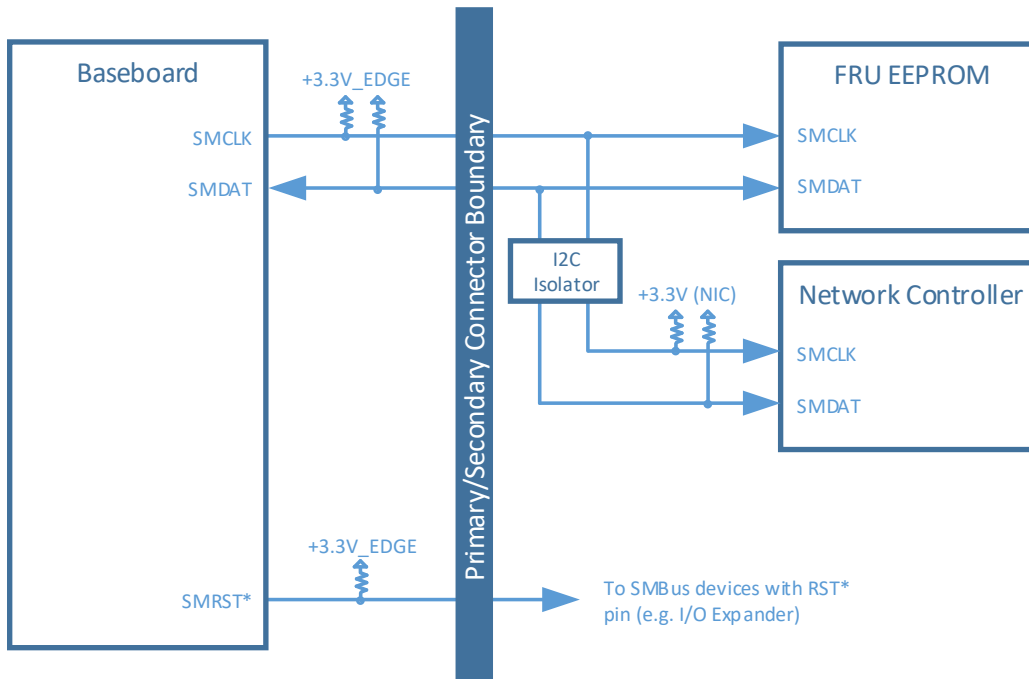 Baseboard
+3.3V_EDGE
SMCLK
SMDAT
+3.3V_EDGE
SMRST*
Primary/Secondary Connector Boundary
FRU EEPROM
SMCLK
SMDAT
I2C
Isolator
+3.3V (NIC)
Network Controller
SMCLK
SMDAT
To SMBus devices with RST*
pin (e.g. I/O Expander)